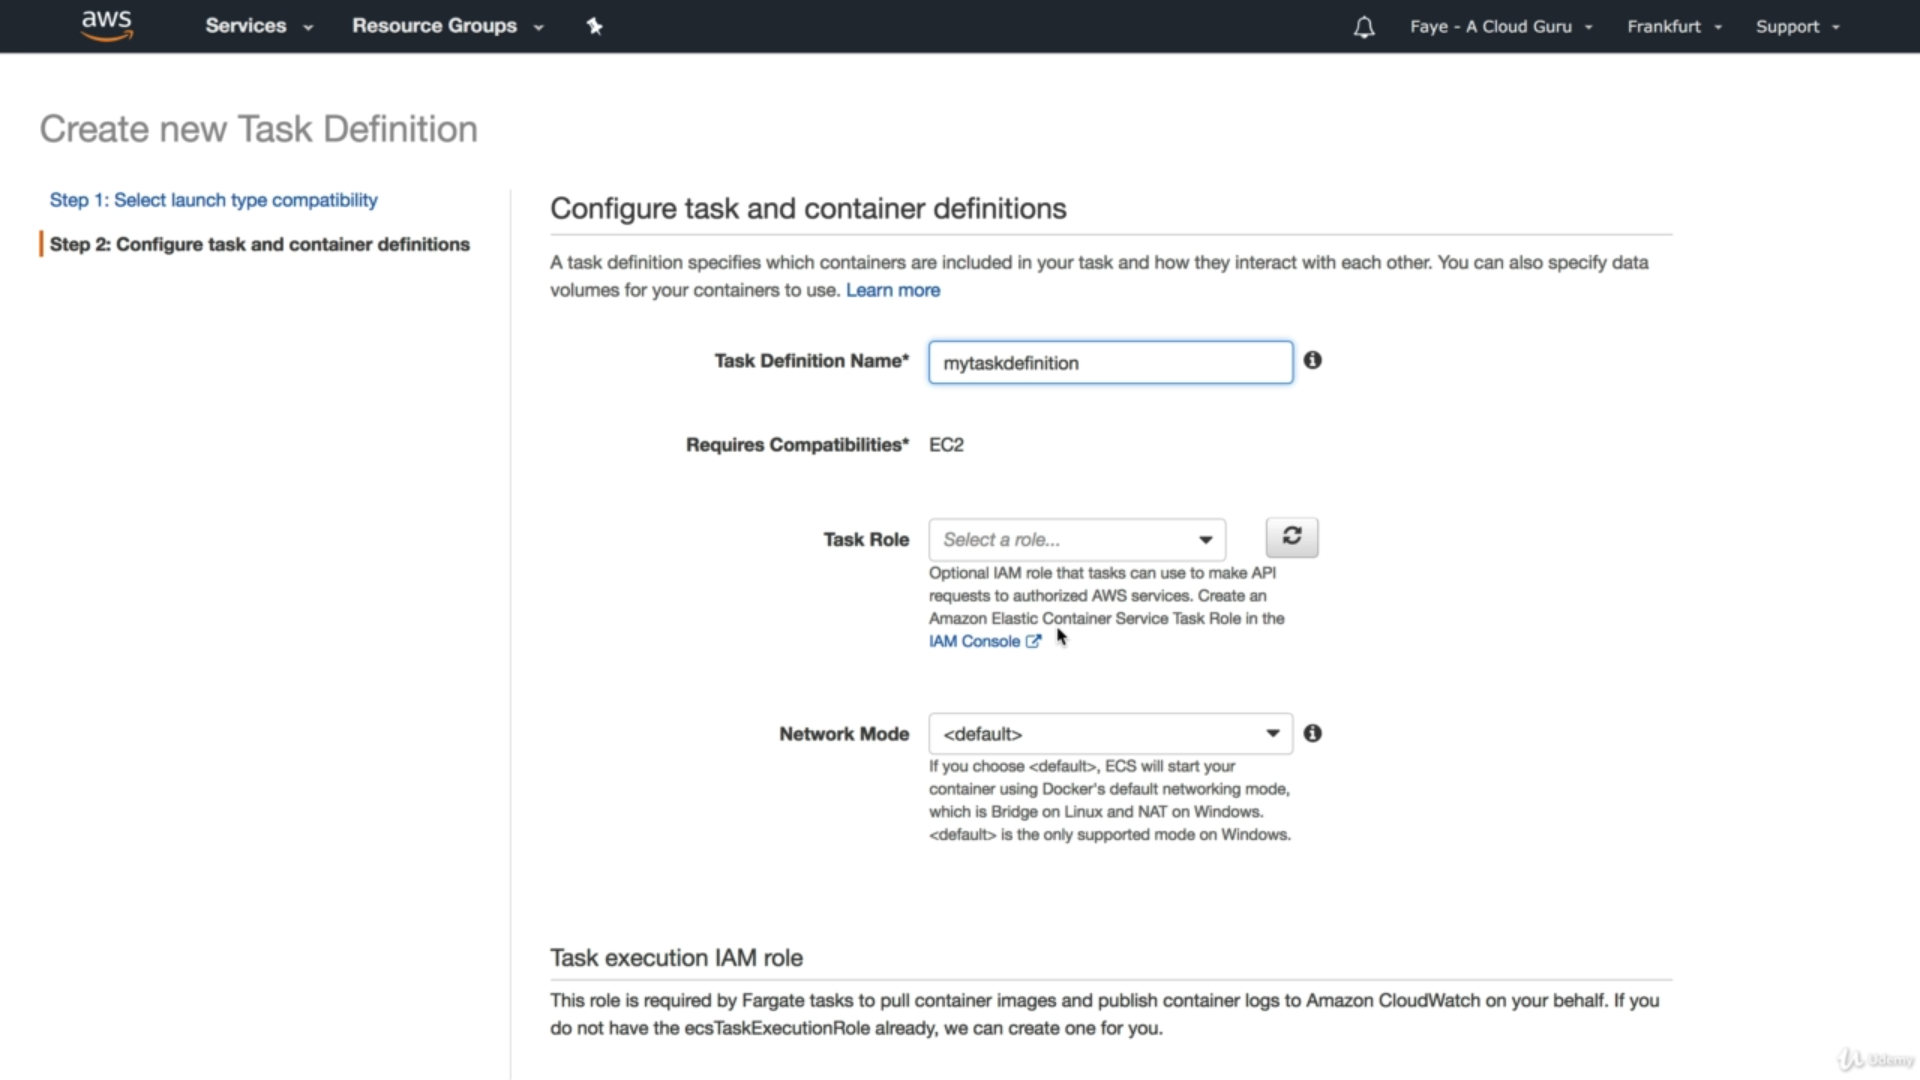 aws Services Resource Groups Faye - A Cloud Guru Frankfurt Support
Create new Task Definition
Step 1: Select launch type compatibility
Step 2: Configure task and container definitions
Configure task and container definitions
A task definition specifies which containers are included in your task and how they interact with each other. You can also specify data
volumes for your containers to use. Learn more
Task Definition Name* mytaskdefinition
Requires Compatibilities* EC2
Task Role Select a role...
Optional IAM role that tasks can use to make API
requests to authorized AWS services. Create an
Amazon Elastic Container Service Task Role in the
IAM Console
Network Mode <default>
If you choose <default>, ECS will start your
container using Docker's default networking mode,
which is Bridge on Linux and NAT on Windows.
<default> is the only supported mode on Windows.
Task execution IAM role
This role is required by Fargate tasks to pull container images and publish container logs to Amazon CloudWatch on your behalf. If you
do not have the ecsTaskExecutionRole already, we can create one for you.
Udemy